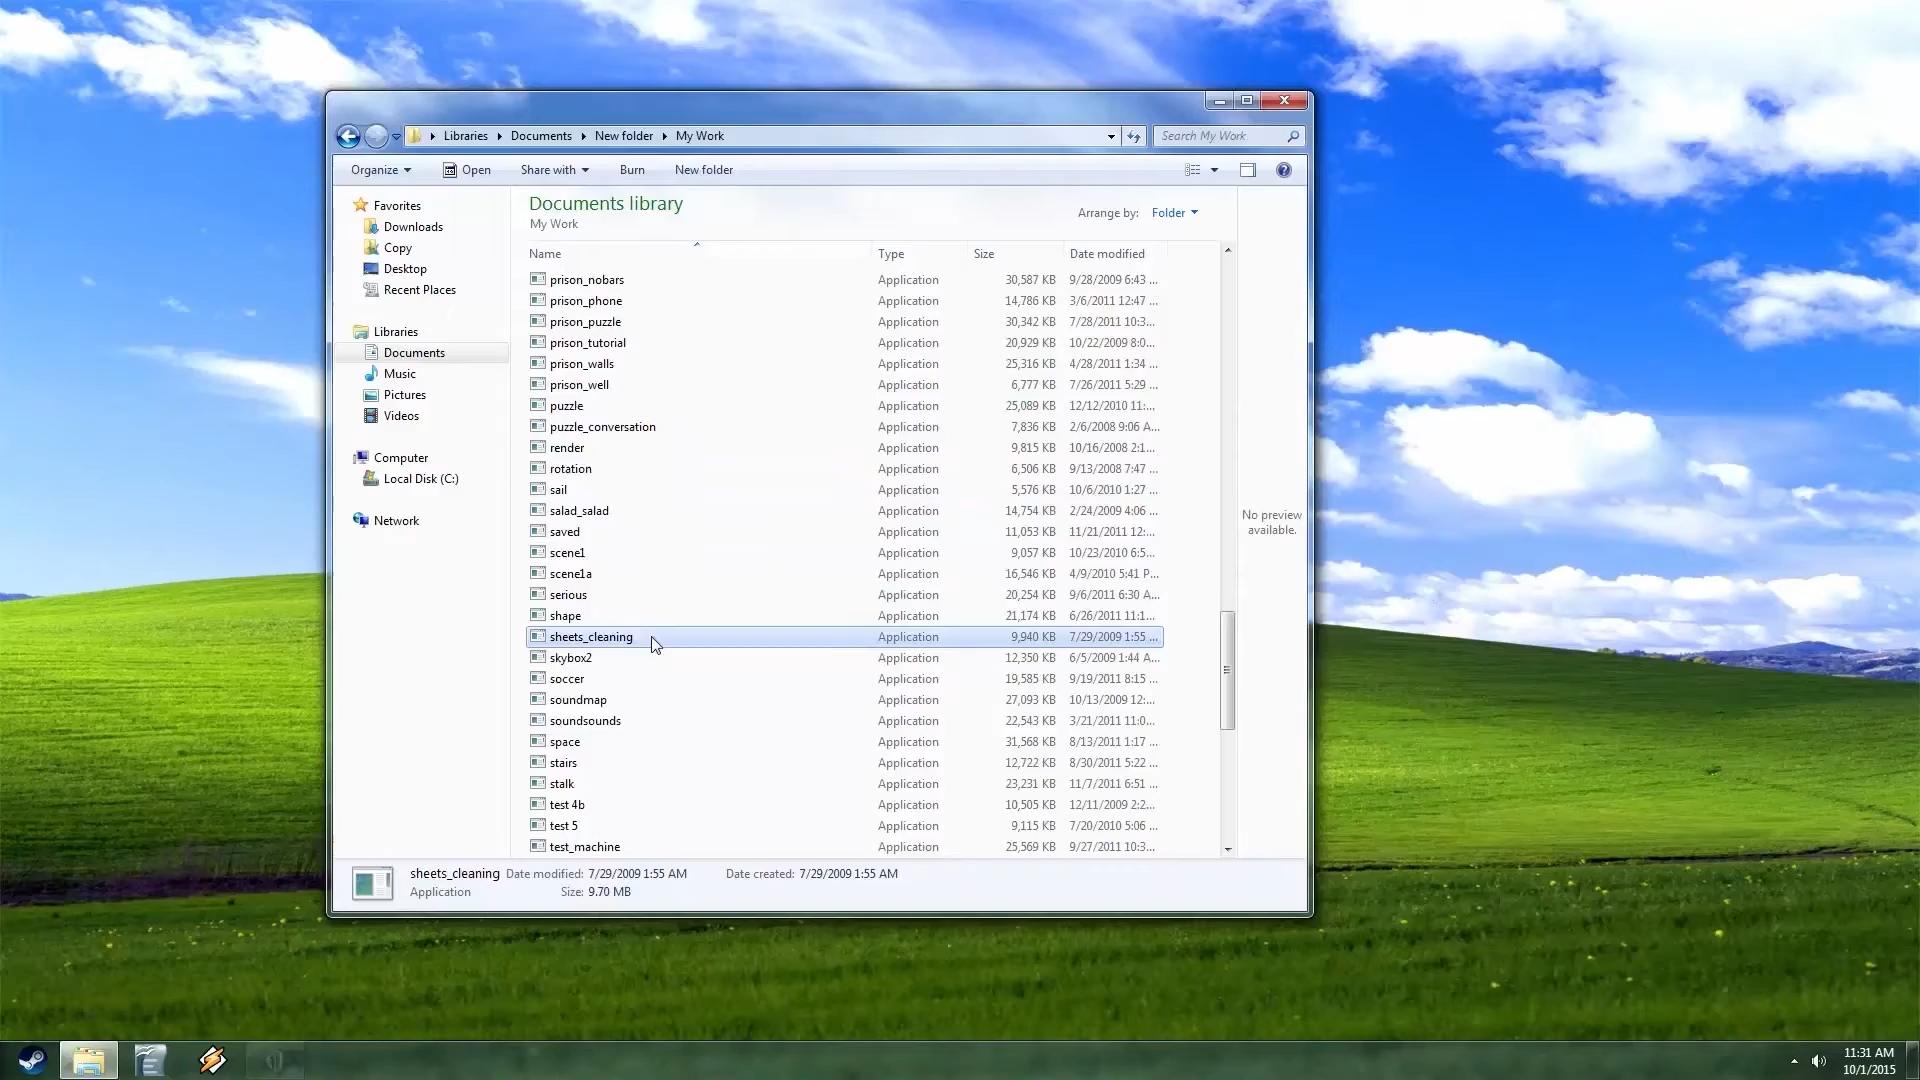 Libraries Documents New folder My Work
Search My Work
Organize Open Share with Burn New folder
Favorites
Downloads
Copy
Desktop
Recent Places
Libraries
Documents
Music
Pictures
Videos
Computer
Local Disk (C:)
Network
Documents library
My Work
Arrange by: Folder
Name Type Size Date modified
prison_nobars Application 30,587 KB 9/28/2009 6:43 ...
prison_phone Application 14,786 KB 3/6/2011 12:47 ...
prison_puzzle Application 30,342 KB 7/28/2011 10:3...
prison_tutorial Application 20,929 KB 10/22/2009 8:0...
prison_walls Application 25,316 KB 4/28/2011 1:34 ...
prison_well Application 6,777 KB 7/26/2011 5:29 ...
puzzle Application 25,089 KB 12/12/2010 11:...
puzzle_conversation Application 7,836 KB 2/6/2008 9:06 A...
render Application 9,815 KB 10/16/2008 2:1...
rotation Application 6,506 KB 9/13/2008 7:47 ...
sail Application 5,576 KB 10/6/2010 1:27 ...
salad_salad Application 14,754 KB 2/24/2009 4:06 ...
saved Application 11,053 KB 11/21/2011 12:...
scene1 Application 9,057 KB 10/23/2010 6:5...
scene1a Application 16,546 KB 4/9/2010 5:41 P...
serious Application 20,254 KB 9/6/2011 6:30 A...
shape Application 21,174 KB 6/26/2011 11:1...
sheets_cleaning Application 9,940 KB 7/29/2009 1:55 ...
skybox2 Application 12,350 KB 6/5/2009 1:44 A...
soccer Application 19,585 KB 9/19/2011 8:15 ...
soundmap Application 27,093 KB 10/13/2009 12:...
soundsounds Application 22,543 KB 3/21/2011 11:0...
space Application 31,568 KB 8/13/2011 1:17 ...
stairs Application 12,722 KB 8/30/2011 5:22 ...
stalk Application 23,231 KB 11/7/2011 6:51 ...
test 4b Application 10,505 KB 12/11/2009 2:2...
test 5 Application 9,115 KB 7/20/2010 5:06 ...
test_machine Application 25,569 KB 9/27/2011 10:3...
No preview
available.
sheets_cleaning Date modified: 7/29/2009 1:55 AM Date created: 7/29/2009 1:55 AM
Application Size: 9.70 MB
11:31 AM
10/1/2015